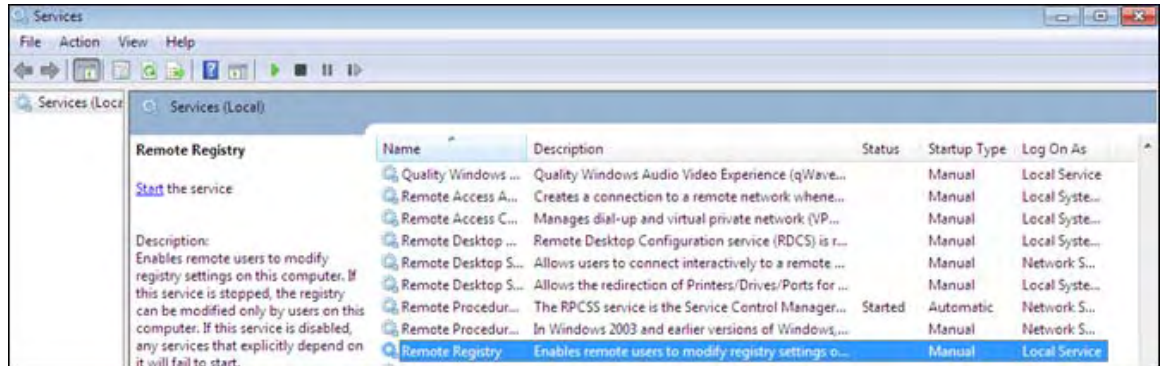 Services
File Action View Help
Services (Loca
Services (Local)
Remote Registry
Start the service
Description:
Enables remote users to modify
registry settings on this computer. If
this service is stopped, the registry
can be modified only by users on this
computer. If this service is disabled,
any services that explicitly depend on
it will fail to start.
Name Description Status Startup Type Log On As
Quality Windows ... Quality Windows Audio Video Experience (qWave... Manual Local Service
Remote Access A... Creates a connection to a remote network whene... Manual Local Syste...
Remote Access C... Manages dial-up and virtual private network (VP... Manual Local Syste...
Remote Desktop ... Remote Desktop Configuration service (RDCS) is r... Manual Local Syste...
Remote Desktop S... Allows users to connect interactively to a remote ... Manual Network S...
Remote Desktop S... Allows the redirection of Printers/Drives/Ports for ... Manual Local Syste...
Remote Procedur... The RPCSS service is the Service Control Manager... Started Automatic Network S...
Remote Procedur... In Windows 2003 and earlier versions of Windows,... Manual Network S...
Remote Registry Enables remote users to modify registry settings o... Manual Local Service